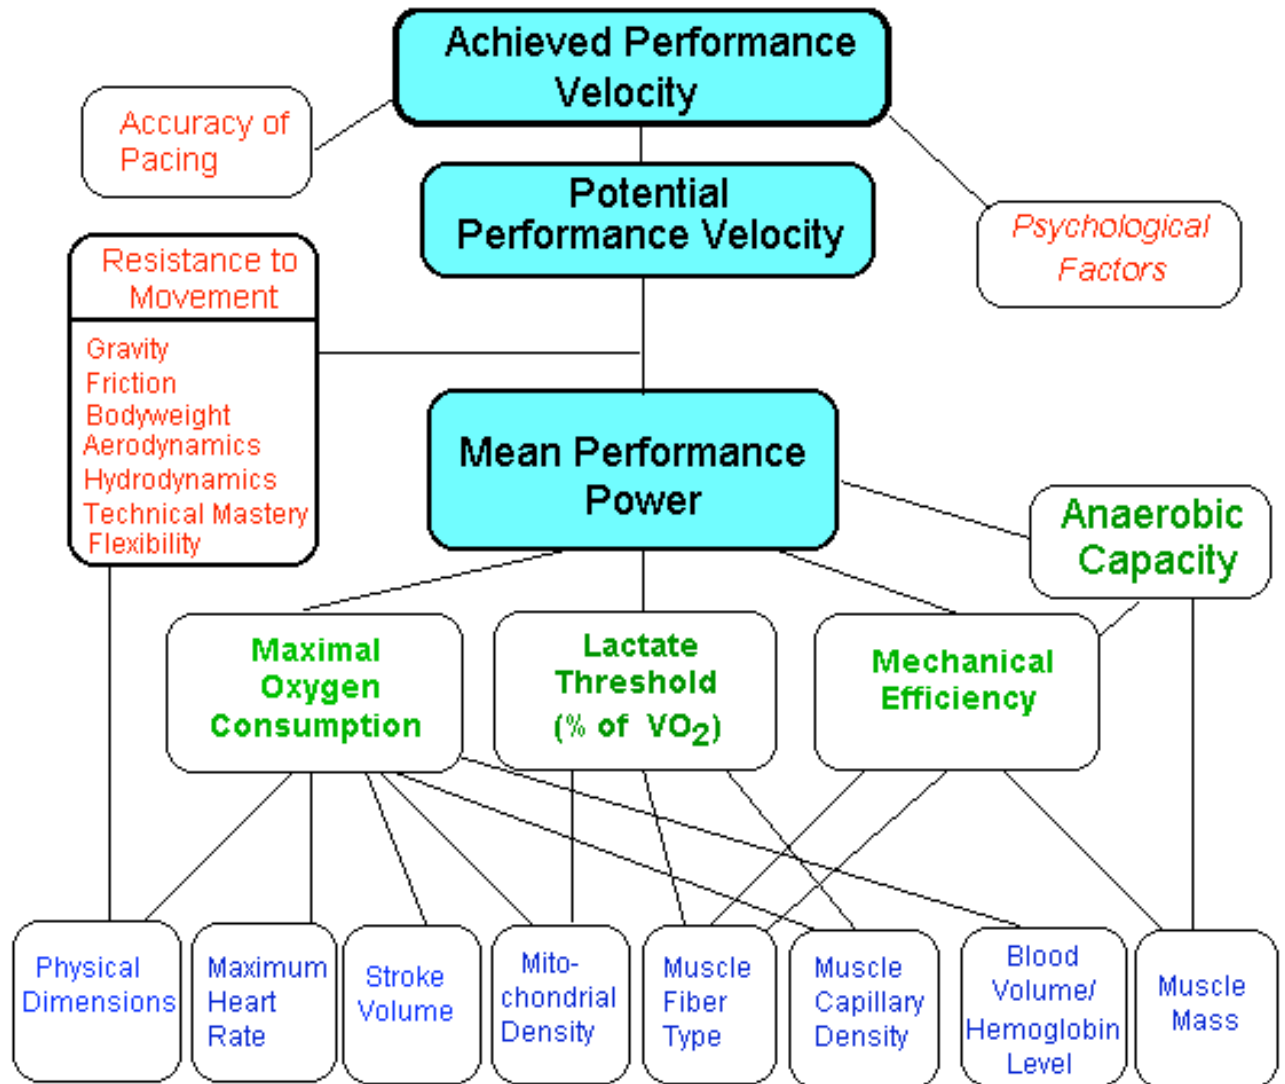 Achieved Performance
Velocity
Accuracy of
Pacing
Potential
Performance Velocity
Psychological
Factors
Resistance to
Movement
Gravity
Friction
Bodyweight
Aerodynamics
Hydrodynamics
Technical Mastery
Flexibility
Mean Performance
Power
Anaerobic
Capacity
Maximal
Oxygen
Consumption
Lactate
Threshold
(% of VO2)
Mechanical
Efficiency
Physical
Dimensions
Maximum
Heart
Rate
Stroke
Volume
Mito-
chondrial
Density
Muscle
Fiber
Type
Muscle
Capillary
Density
Blood
Volume/
Hemoglobin
Level
Muscle
Mass